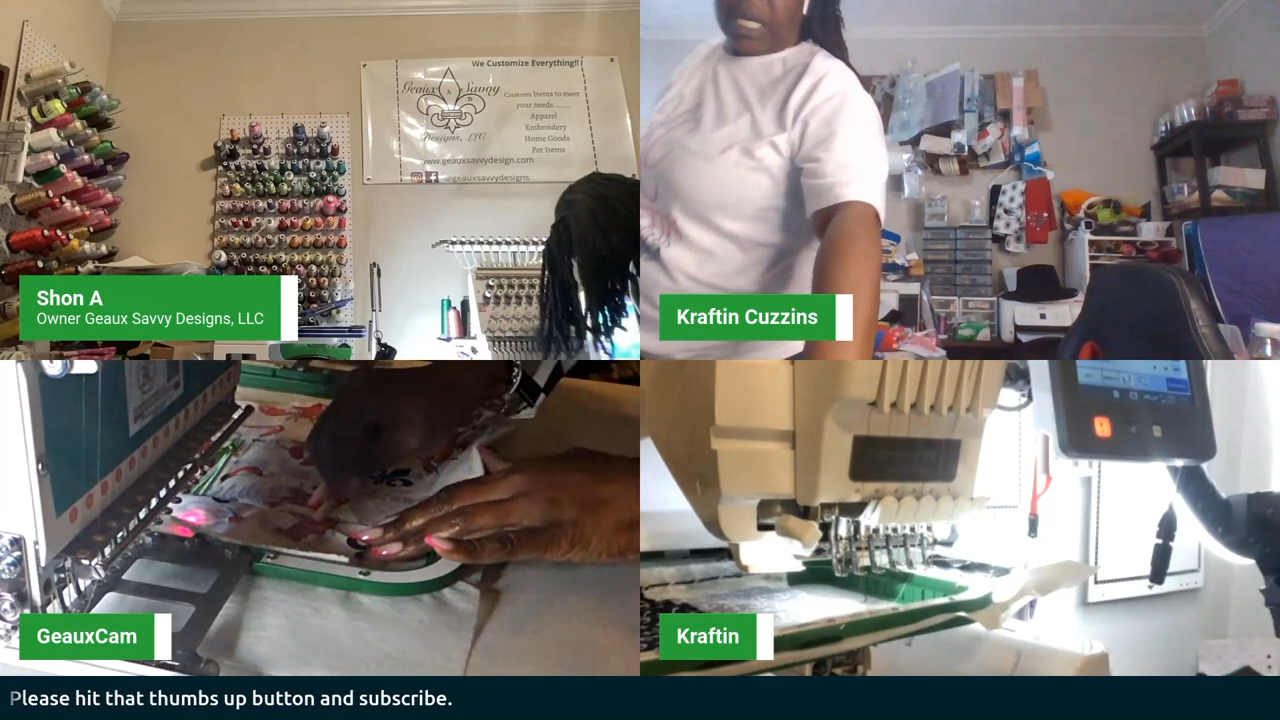 We Customize Everything!!
Geaux Savvy
Designs, LLC
Custom Items to meet
your needs.......
Apparel
Embroidery
Home Goods
Pet Items
www.geauxsavvydesign.com
@geauxsavvydesigns
Shon A
Owner Geaux Savvy Designs, LLC
Kraftin Cuzzins
GeauxCam
Kraftin
Please hit that thumbs up button and subscribe.